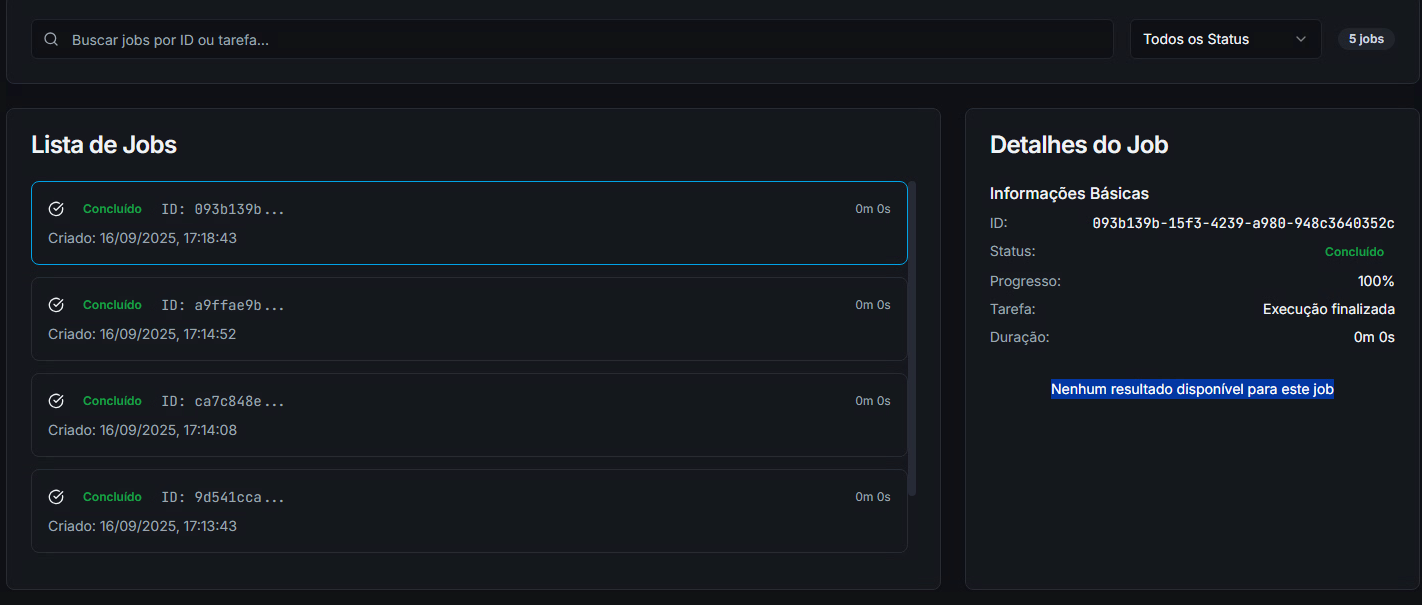 Buscar jobs por ID ou tarefa...
Todos os Status
5 jobs
Lista de Jobs
Concluído ID: 093b139b... 0m 0s
Criado: 16/09/2025, 17:18:43
Concluído ID: a9ffae9b... 0m 0s
Criado: 16/09/2025, 17:14:52
Concluído ID: ca7c848e... 0m 0s
Criado: 16/09/2025, 17:14:08
Concluído ID: 9d541cca... 0m 0s
Criado: 16/09/2025, 17:13:43
Detalhes do Job
Informações Básicas
ID: 093b139b-15f3-4239-a980-948c3640352c
Status: Concluído
Progresso: 100%
Tarefa: Execução finalizada
Duração: 0m 0s
Nenhum resultado disponível para este job